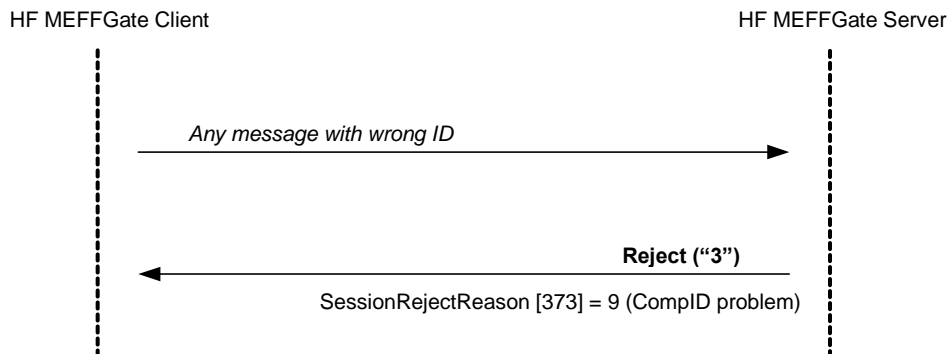 HF MEFFGate Client
HF MEFFGate Server
Any message with wrong ID
Reject (“3”)
SessionRejectReason [373] = 9 (CompID problem)